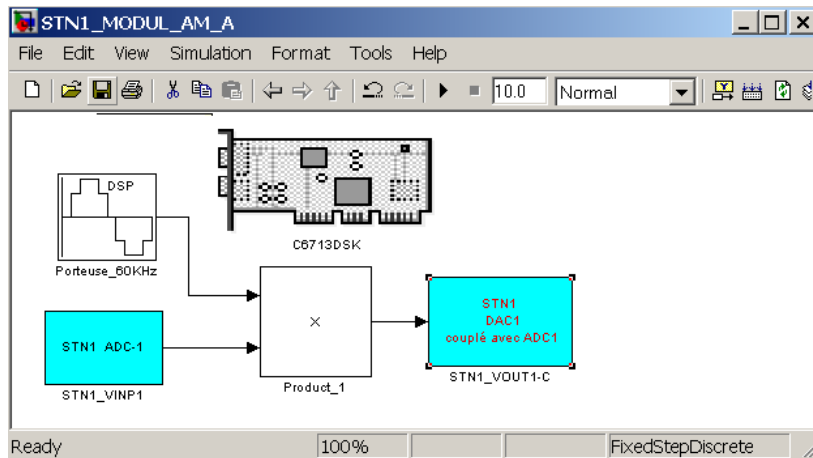 STN1_MODUL_AM_A
File Edit View Simulation Format Tools Help
10.0 Normal
DSP
Porteuse_60KHz
C6713DSK
STN1 ADC-1
STN1_VINP1
×
Product_1
STN1
DAC1
couplé avec ADC1
STN1_VOUT1-C
Ready 100% FixedStepDiscrete